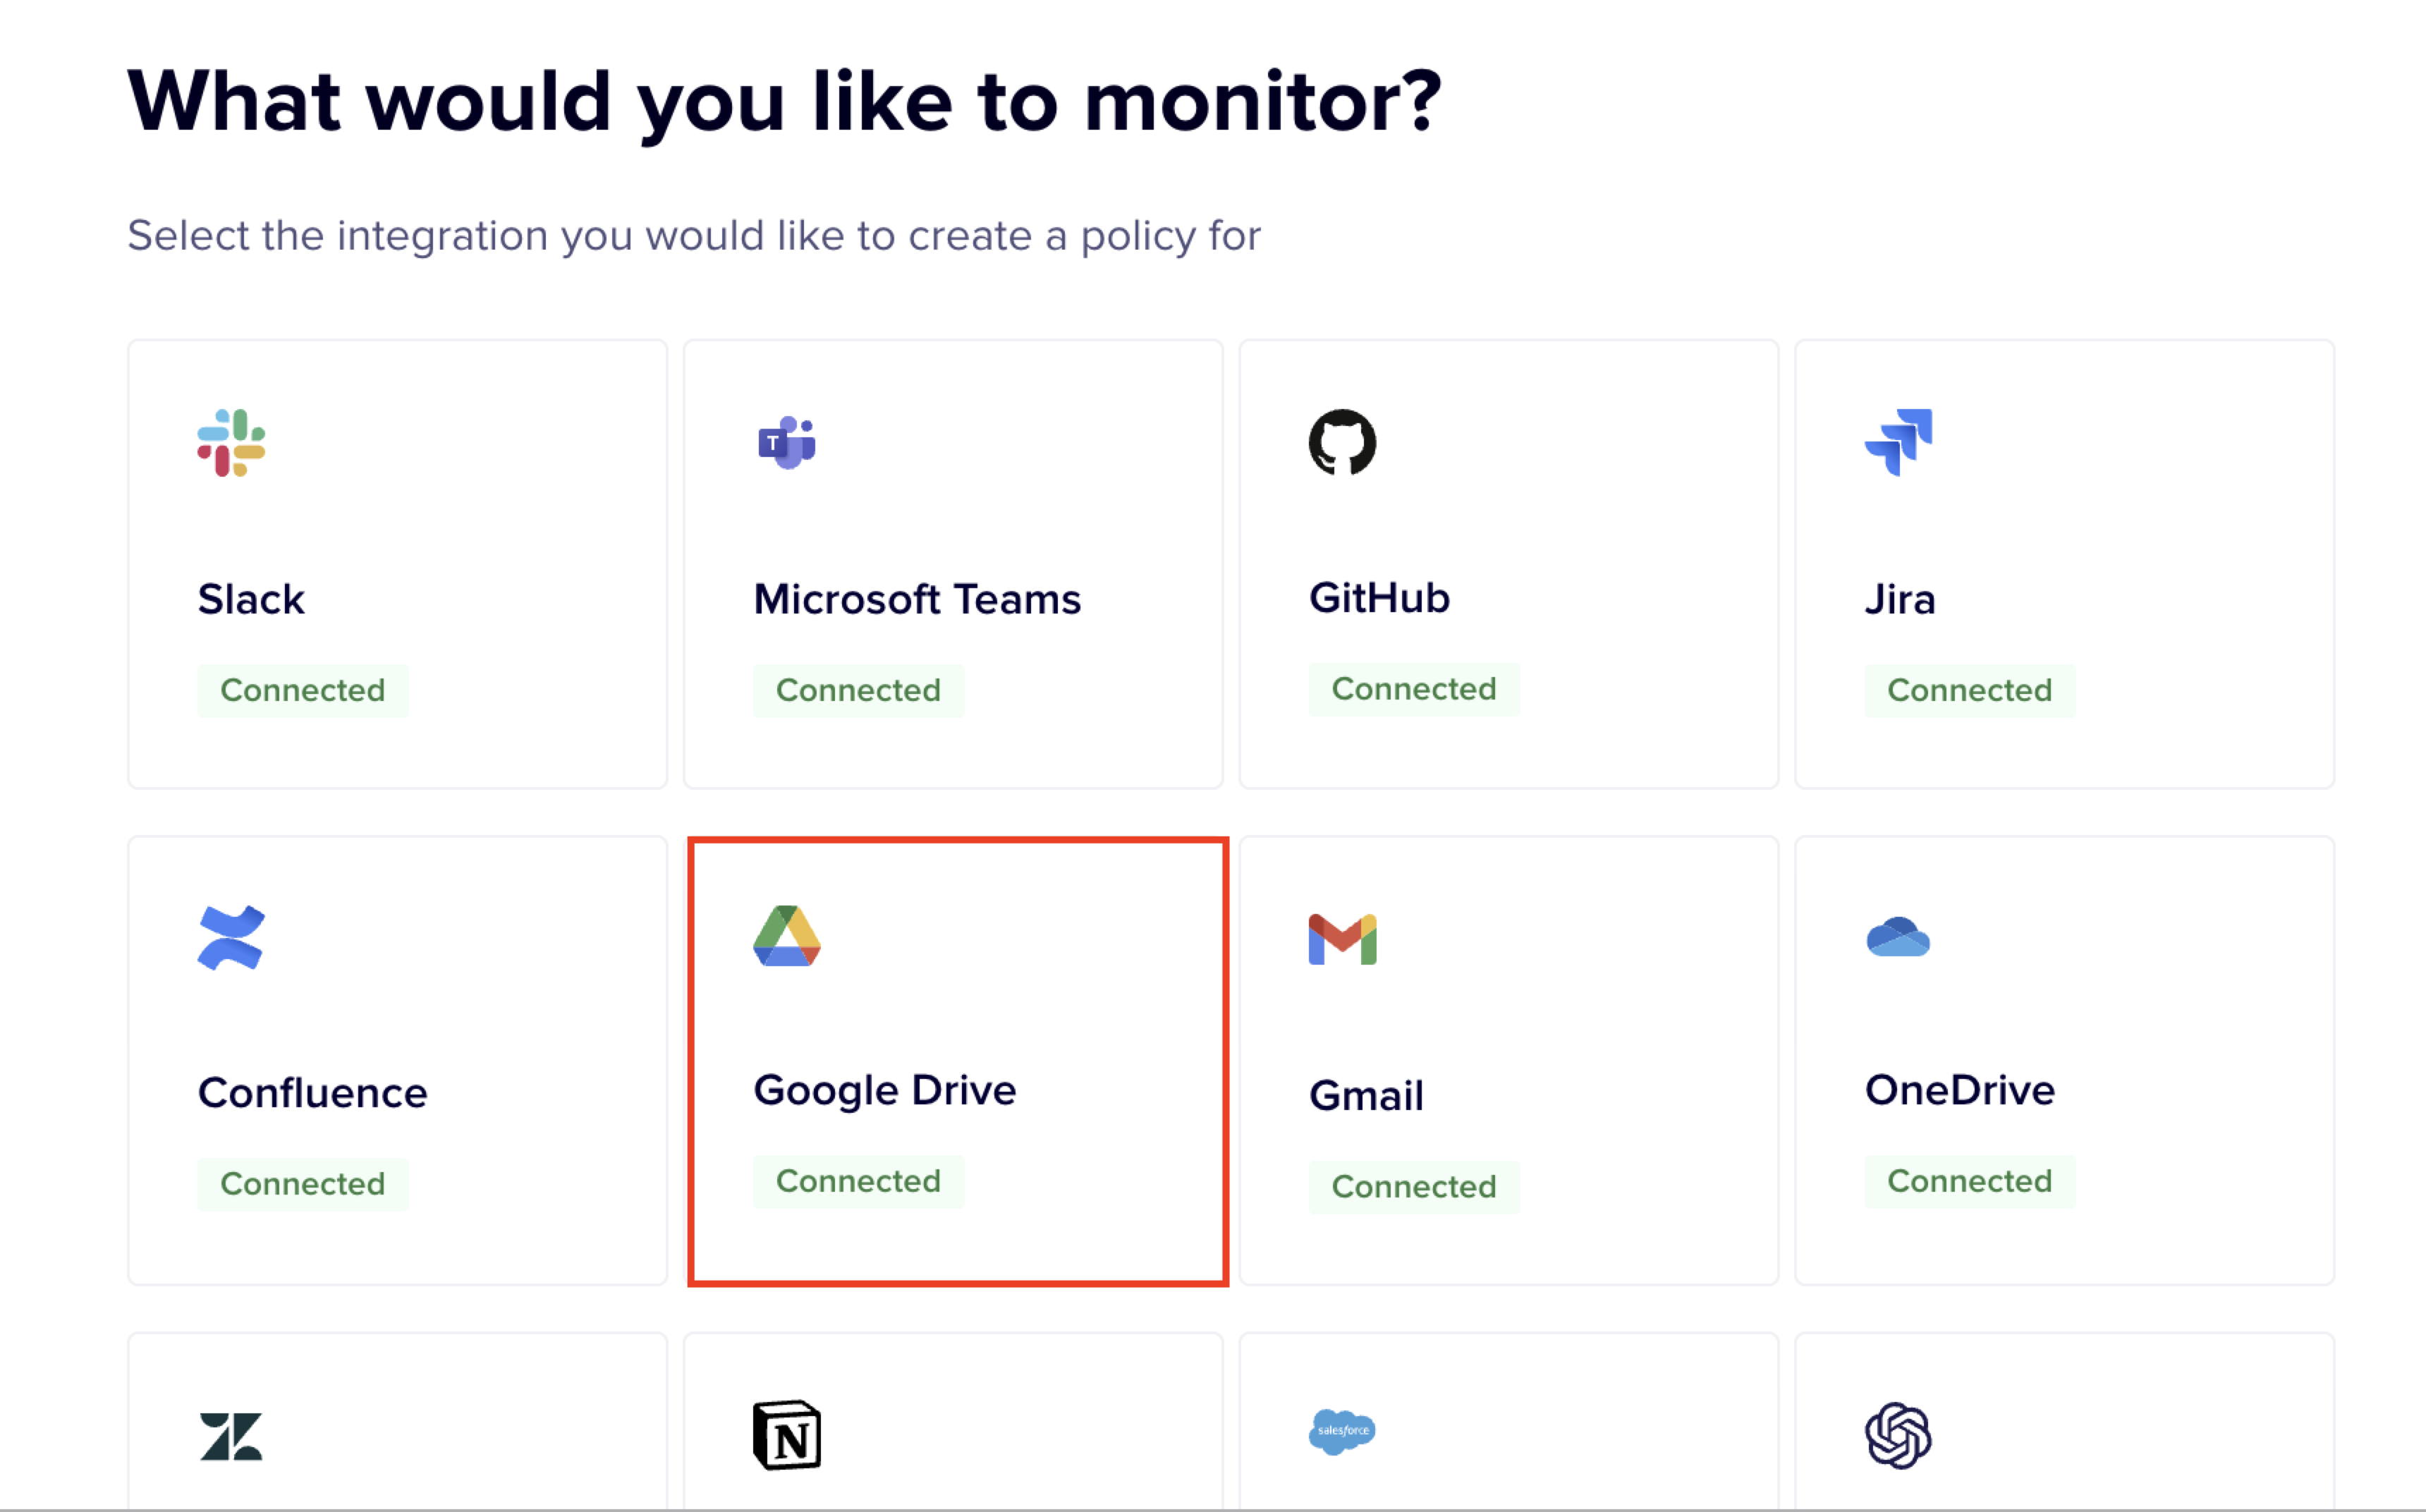 What would you like to monitor?
Select the integration you would like to create a policy for
T
Slack
Microsoft Teams
GitHub
Jira
Connected
Connected
Connected
Connected
Confluence
Google Drive
Gmail
OneDrive
Connected
Connected
Connected
Connected
N
salesforce